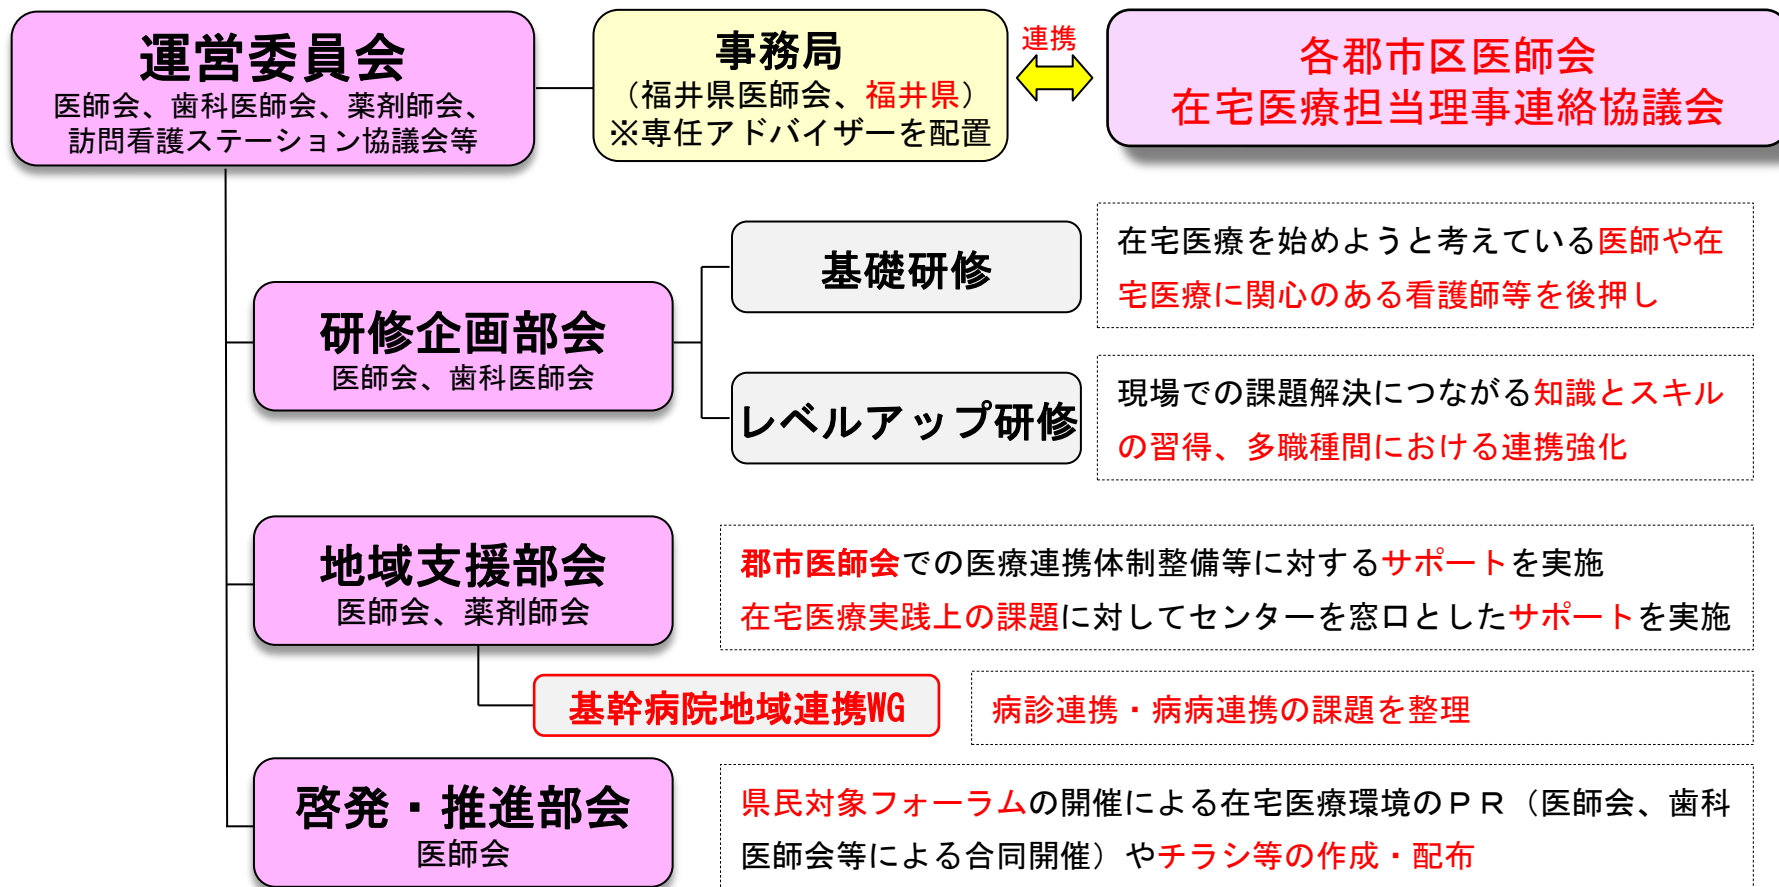 運営委員会
医師会、歯科医師会、薬剤師会、
訪問看護ステーション協議会等
事務局
（福井県医師会、福井県）
※専任アドバイザーを配置
連携
各郡市区医師会
在宅医療担当理事連絡協議会
研修企画部会
医師会、歯科医師会
基礎研修
在宅医療を始めようと考えている医師や在
宅医療に関心のある看護師等を後押し
レベルアップ研修
現場での課題解決につながる知識とスキル
の習得、多職種間における連携強化
地域支援部会
医師会、薬剤師会
郡市医師会での医療連携体制整備等に対するサポートを実施
在宅医療実践上の課題に対してセンターを窓口としたサポートを実施
基幹病院地域連携WG
病診連携・病病連携の課題を整理
啓発・推進部会
医師会
県民対象フォーラムの開催による在宅医療環境のＰＲ（医師会、歯科
医師会等による合同開催）やチラシ等の作成・配布